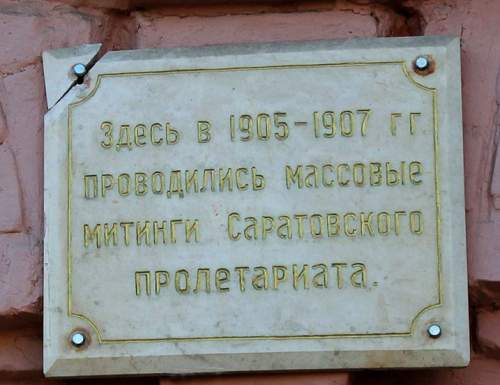 Здесь в 1905-1907 гг
проводились массовые
митинги Саратовского
пролетариата.